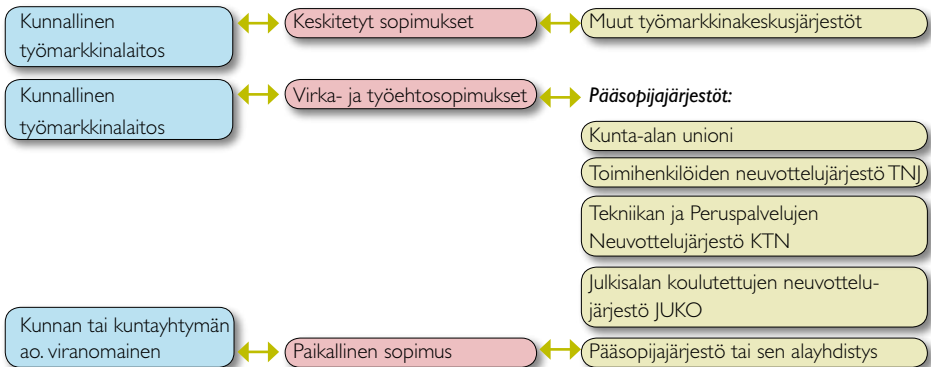 Kunnallinen
työmarkkinalaitos
Keskitetyt sopimukset
Muut työmarkkinakeskusjärjestöt
Kunnallinen
työmarkkinalaitos
Virka- ja työehtosopimukset
Pääsopijajärjestöt:
Kunta-alan unioni
Toimihenkilöiden neuvottelujärjestö TNJ
Tekniikan ja Peruspalvelujen
Neuvottelujärjestö KTN
Julkisalan koulutettujen neuvottelu-
järjestö JUKO
Kunnan tai kuntayhtymän
ao. viranomainen
Paikallinen sopimus
Pääsopijajärjestö tai sen alayhdistys